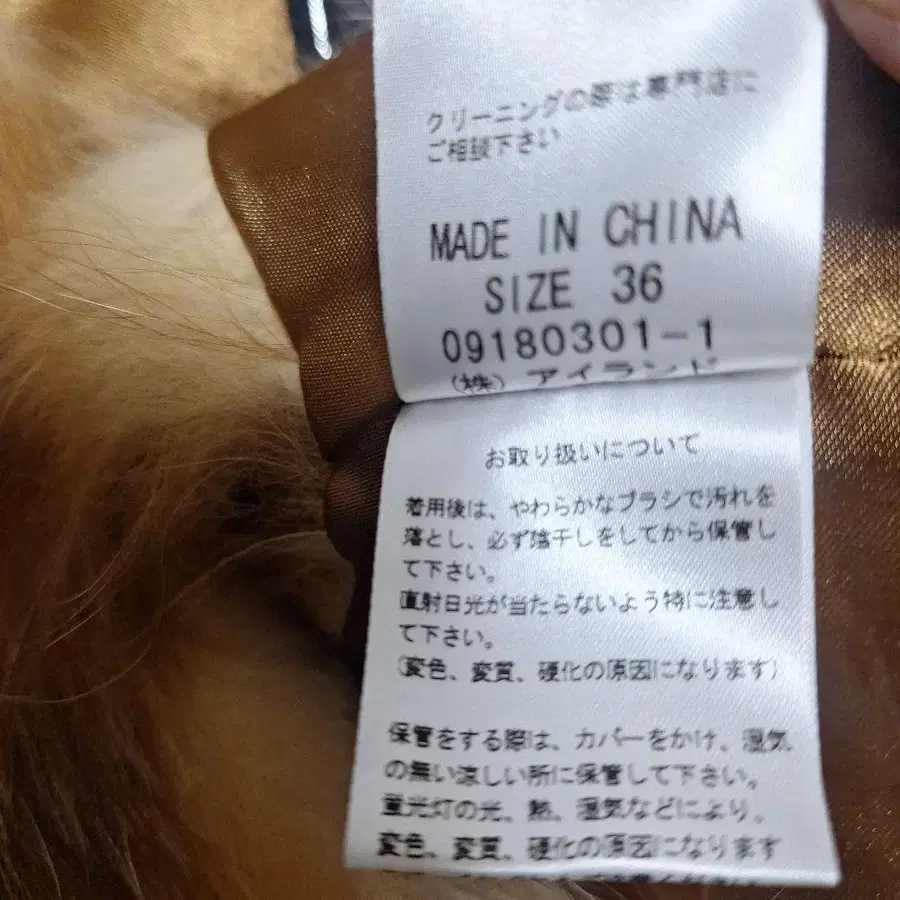 クリーニングの際は専門店に
ご相談下さい
MADE IN CHINA
SIZE 36
09180301-1
(株) アイランド
お取り扱いについて
着用後は、やわらかなブラシで汚れを
落とし、必ず陰干しをしてから保管し
て下さい。
直射日光が当たらないよう特に注意し
て下さい。
(変色、変質、硬化の原因になります)
保管をする際は、カバーをかけ、湿気
の無い涼しい所に保管して下さい。
蛍光灯の光、熱、湿気などにより、
変色、変質、硬化の原因になります